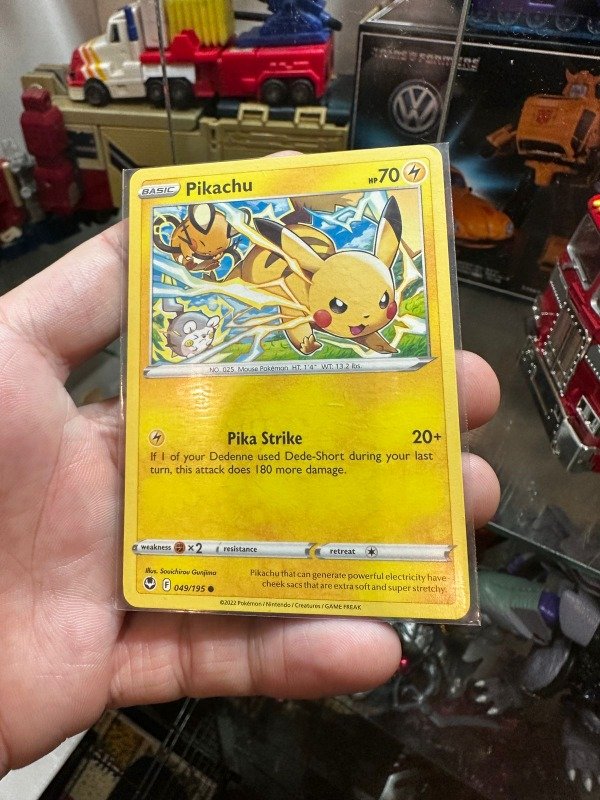 TRANSFORMERS
BASIC Pikachu HP70
NO. 025 Mouse Pokémon HT: 1'4" WT: 13.2 lbs.
Pika Strike 20+
If 1 of your Dedenne used Dede-Short during your last
turn, this attack does 180 more damage.
weakness ×2 resistance retreat
Illus. Souichirou Gunjima
Pokachu that can generate powerful electricity have
cheek sacs that are extra soft and super stretchy.
F 049/195
©2022 Pokémon / Nintendo / Creatures / GAME FREAK